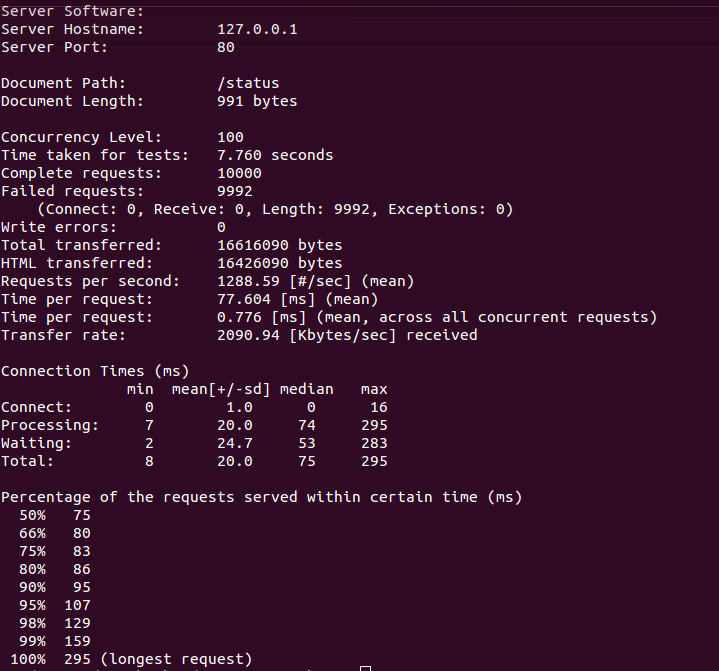 Server Software:
Server Hostname:        127.0.0.1
Server Port:            80

Document Path:          /status
Document Length:        991 bytes

Concurrency Level:      100
Time taken for tests:   7.760 seconds
Complete requests:      10000
Failed requests:        9992
    (Connect: 0, Receive: 0, Length: 9992, Exceptions: 0)
Write errors:           0
Total transferred:      16616090 bytes
HTML transferred:       16426090 bytes
Requests per second:    1288.59 [#/sec] (mean)
Time per request:       77.604 [ms] (mean)
Time per request:       0.776 [ms] (mean, across all concurrent requests)
Transfer rate:          2090.94 [Kbytes/sec] received

Connection Times (ms)
              min  mean[+/-sd] median   max
Connect:        0        1.0      0      16
Processing:     7       20.0     74     295
Waiting:        2       24.7     53     283
Total:          8       20.0     75     295

Percentage of the requests served within certain time (ms)
  50%   75
  66%   80
  75%   83
  80%   86
  90%   95
  95%  107
  98%  129
  99%  159
 100%  295 (longest request)